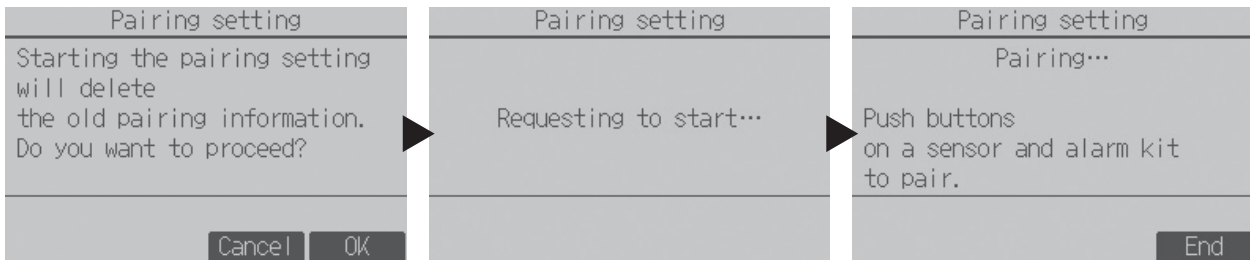 Pairing setting
Starting the pairing setting
will delete
the old pairing information.
Do you want to proceed?
Cancel OK
Pairing setting
Requesting to start…
Pairing setting
Pairing…
Push buttons
on a sensor and alarm kit
to pair.
End